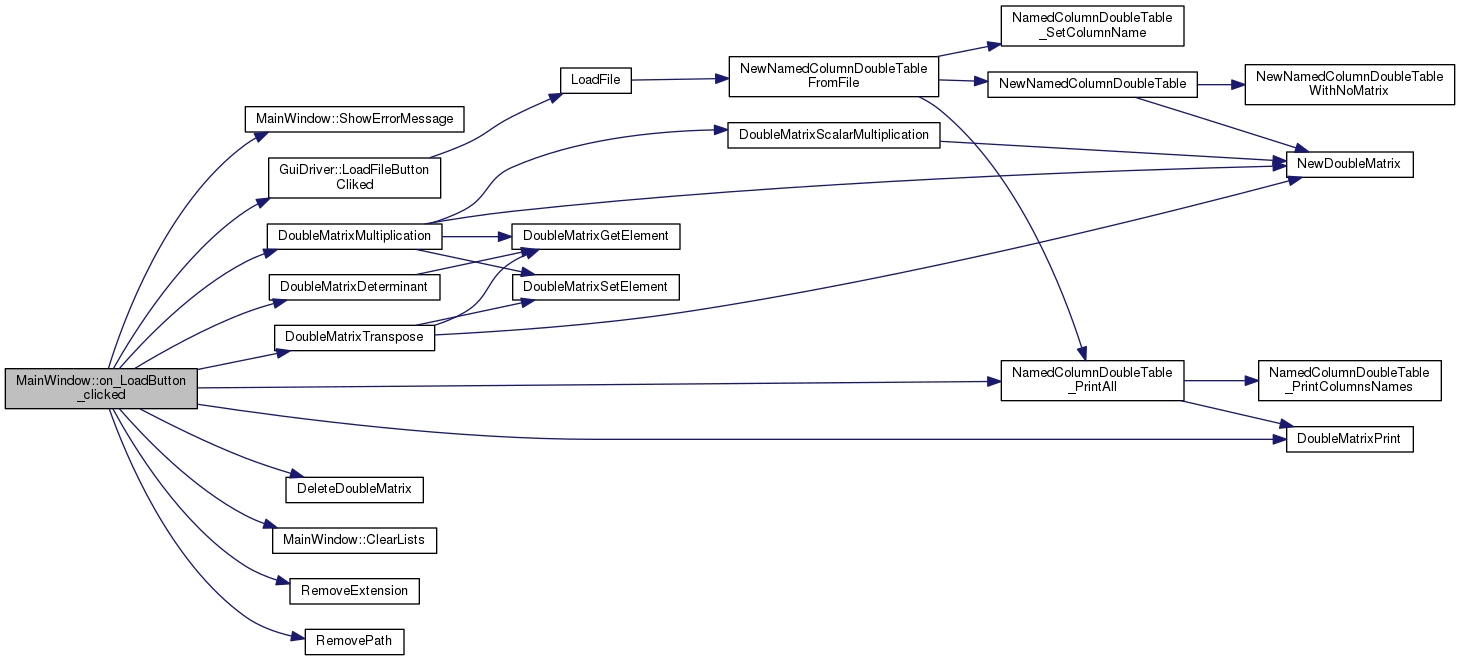 MainWindow::on_LoadButton
_clicked
MainWindow::ShowErrorMessage
GuiDriver::LoadFileButton
Cliked
DoubleMatrixMultiplication
DoubleMatrixDeterminant
DoubleMatrixTranspose
DeleteDoubleMatrix
MainWindow::ClearLists
RemoveExtension
RemovePath
LoadFile
DoubleMatrixGetElement
DoubleMatrixSetElement
NewNamedColumnDoubleTable
FromFile
DoubleMatrixScalarMultiplication
NamedColumnDoubleTable
_SetColumnName
NewNamedColumnDoubleTable
NamedColumnDoubleTable
_PrintAll
NewNamedColumnDoubleTable
WithNoMatrix
NewDoubleMatrix
NamedColumnDoubleTable
_PrintColumnsNames
DoubleMatrixPrint